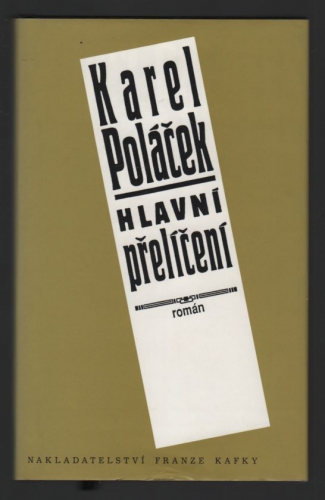 Karel
Poláček
HLAVNÍ
přelíčení
román
NAKLADATELSTVÍ FRANZE KAFKY